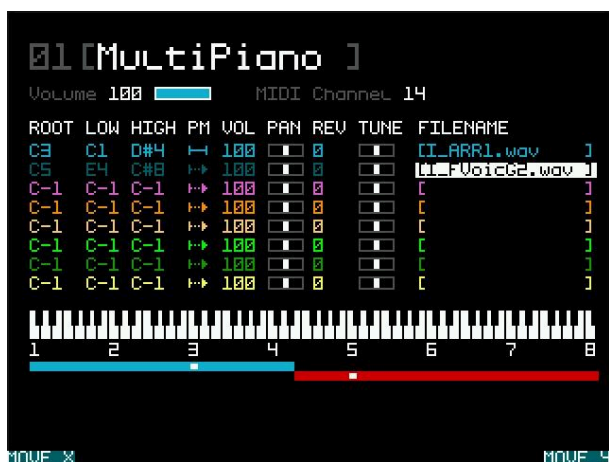 01[MultiPiano ]
Volume 100 MIDI Channel 14
ROOT LOW HIGH PM VOL PAN REV TUNE FILENAME
C3 C1 D#4 100 0 [I_ARR1.wav ]
C5 E4 C#8 100 0 [I_FVoicG2.wav ]
C-1 C-1 C-1 100 0 [ ]
C-1 C-1 C-1 100 0 [ ]
C-1 C-1 C-1 100 0 [ ]
C-1 C-1 C-1 100 0 [ ]
C-1 C-1 C-1 100 0 [ ]
C-1 C-1 C-1 100 0 [ ]
1 2 3 4 5 6 7 8
MOVE X MOVE Y